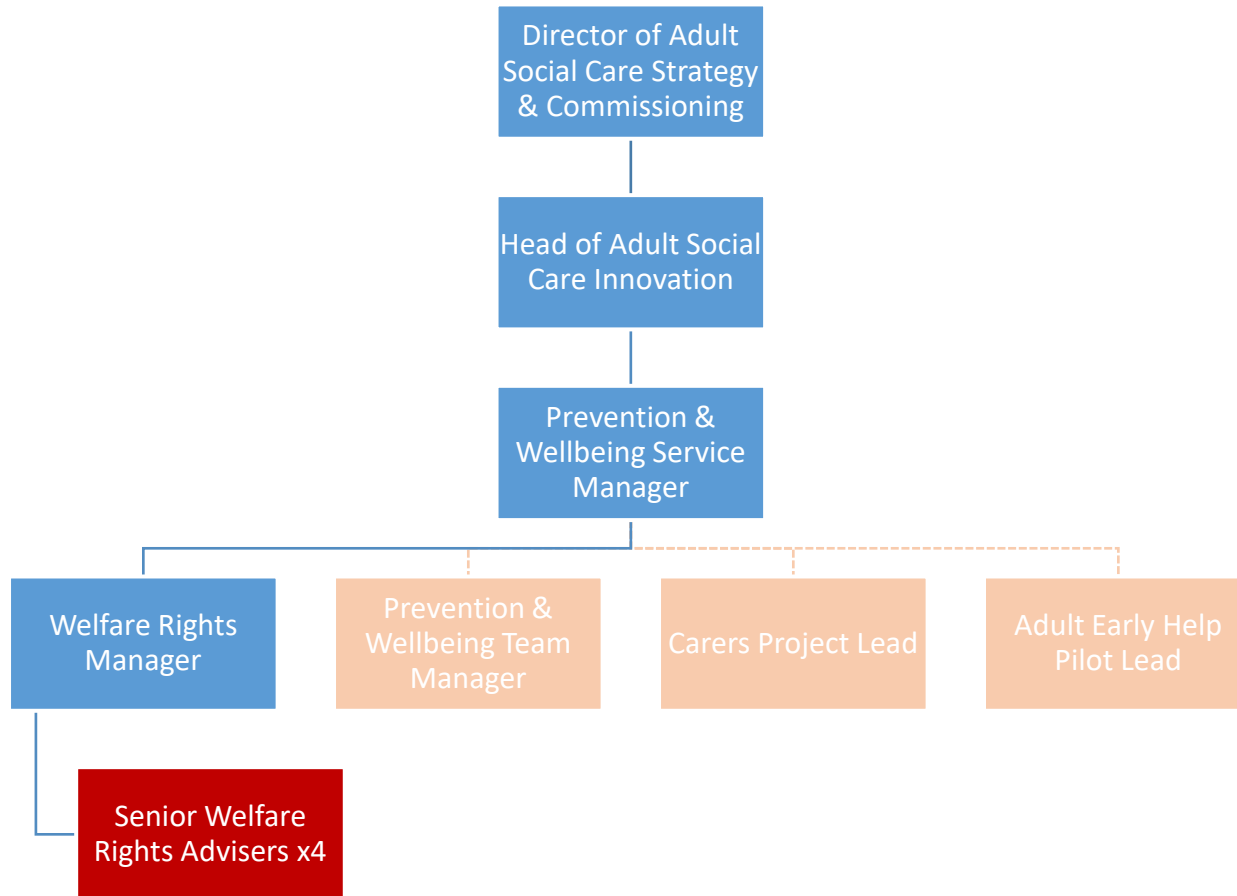 Director of Adult
Social Care Strategy
& Commissioning
Head of Adult Social
Care Innovation
Prevention &
Wellbeing Service
Manager
Welfare Rights
Manager
Prevention &
Wellbeing Team
Manager
Carers Project Lead
Adult Early Help
Pilot Lead
Senior Welfare
Rights Advisers x4